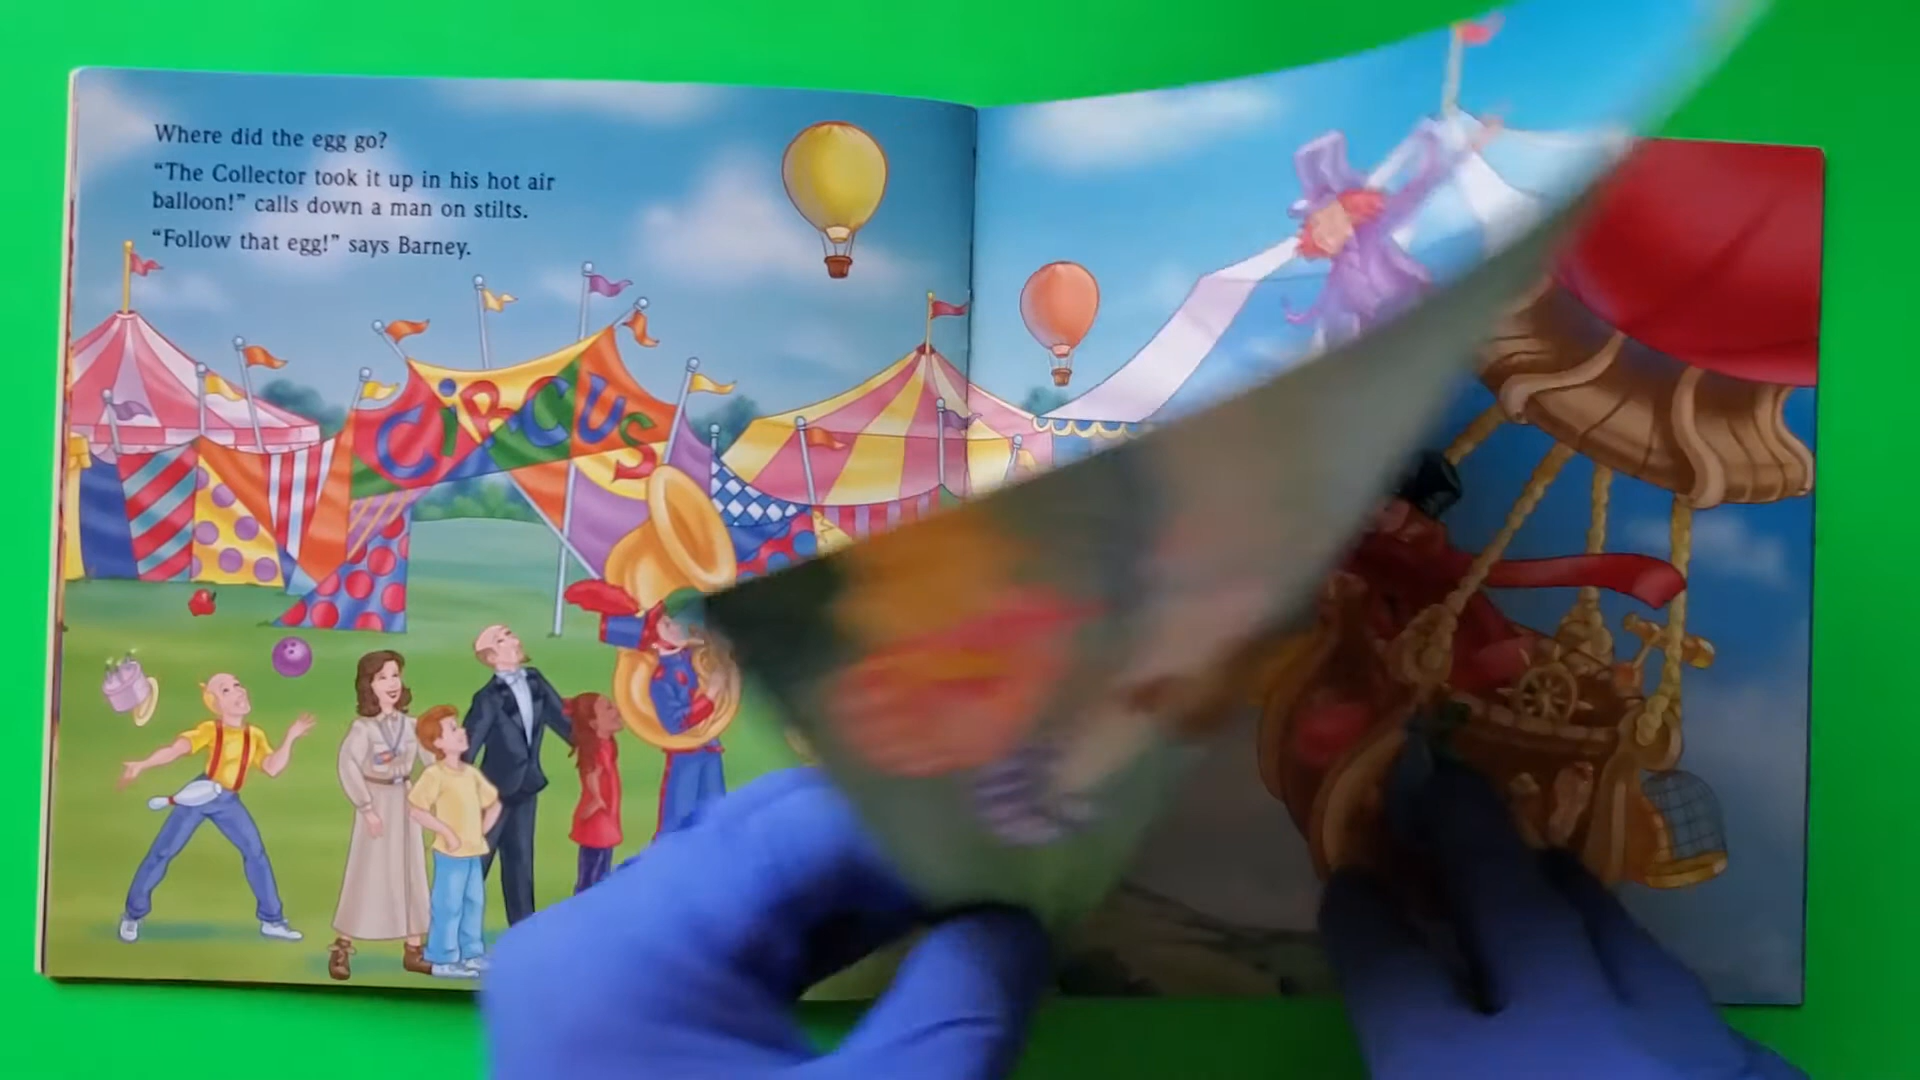 Where did the egg go?
“The Collector took it up in his hot air
balloon!” calls down a man on stilts.
“Follow that egg!” says Barney.
CiRCUS